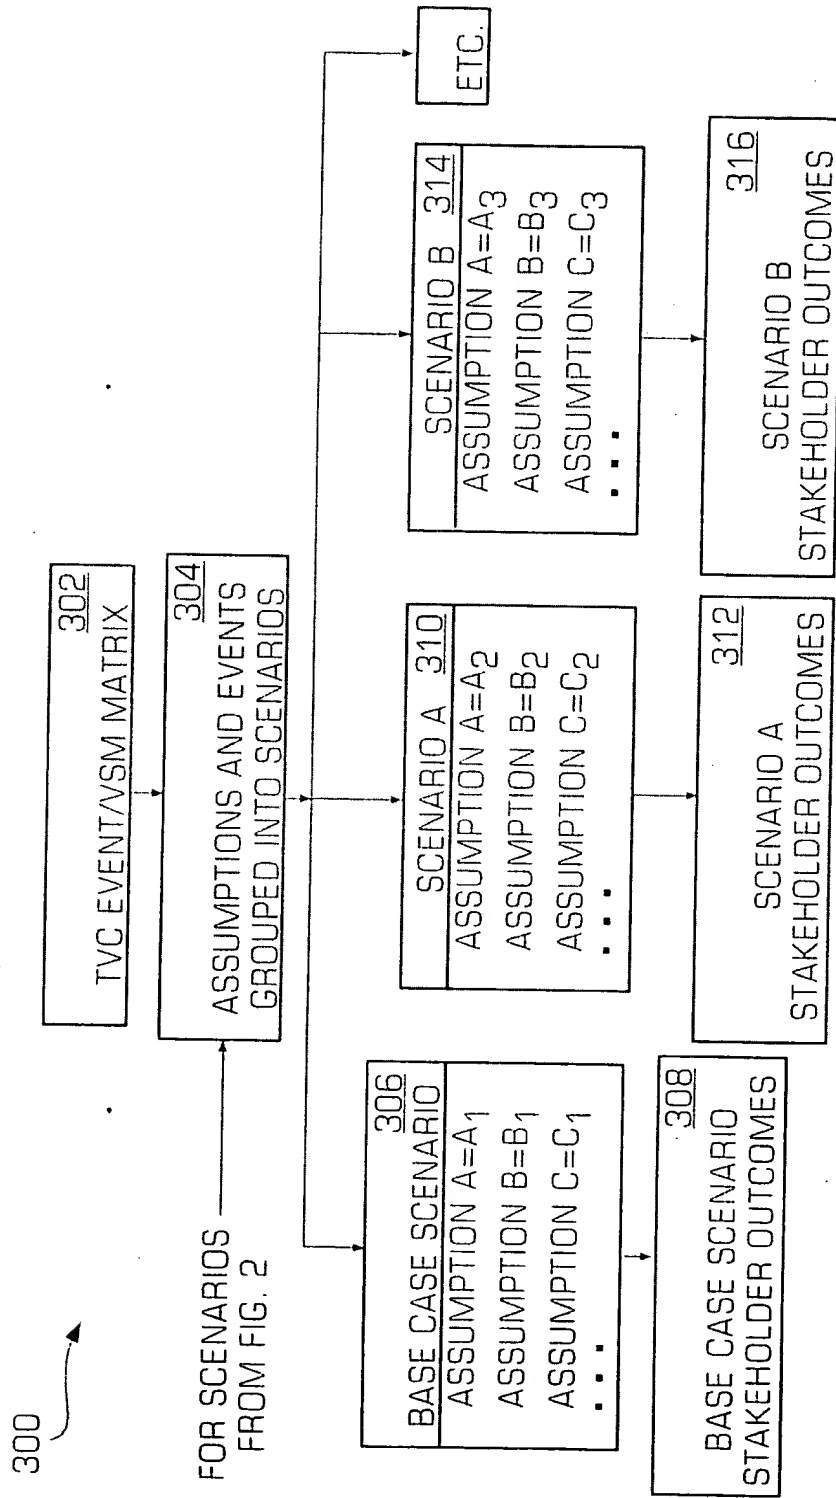 300
302
TVC EVENT/VSM MATRIX
FOR SCENARIOS
FROM FIG. 2
304
ASSUMPTIONS AND EVENTS
GROUPED INTO SCENARIOS
306
BASE CASE SCENARIO
ASSUMPTION A=A₁
ASSUMPTION B=B₁
ASSUMPTION C=C₁
...
308
BASE CASE SCENARIO
STAKEHOLDER OUTCOMES
SCENARIO A 310
ASSUMPTION A=A₂
ASSUMPTION B=B₂
ASSUMPTION C=C₂
...
312
SCENARIO A
STAKEHOLDER OUTCOMES
SCENARIO B 314
ASSUMPTION A=A₃
ASSUMPTION B=B₃
ASSUMPTION C=C₃
...
316
SCENARIO B
STAKEHOLDER OUTCOMES
ETC.